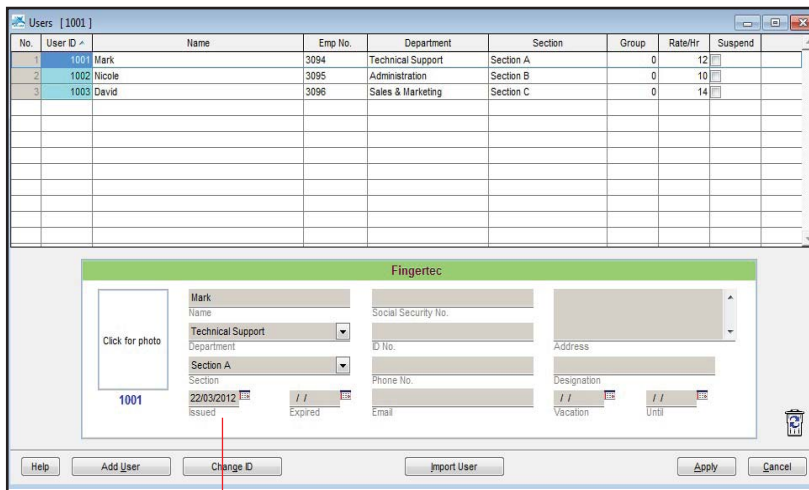 Users [ 1001 ]
No. User ID Name Emp No. Department Section Group Rate/Hr Suspend
1 1001 Mark 3094 Technical Support Section A 0 12
2 1002 Nicole 3095 Administration Section B 0 10
3 1003 David 3096 Sales & Marketing Section C 0 14
Fingertec
Click for photo
1001
Mark
Name
Social Security No.
Technical Support
Department
ID No.
Address
Section A
Section
Phone No.
Designation
22/03/2012 / / / / / /
Issued Expired Email Vacation Until
Help Add User Change ID Import User Apply Cancel